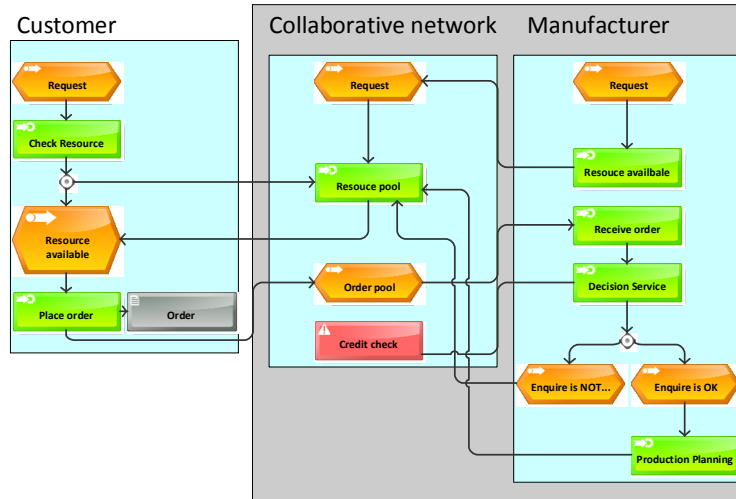 Customer
Collaborative network
Manufacturer
Request
Check Resource
Resource
available
Place order
Order
Request
Resouce pool
Order pool
Credit check
Request
Resouce availbale
Receive order
Decision Service
Enquire is NOT...
Enquire is OK
Production Planning